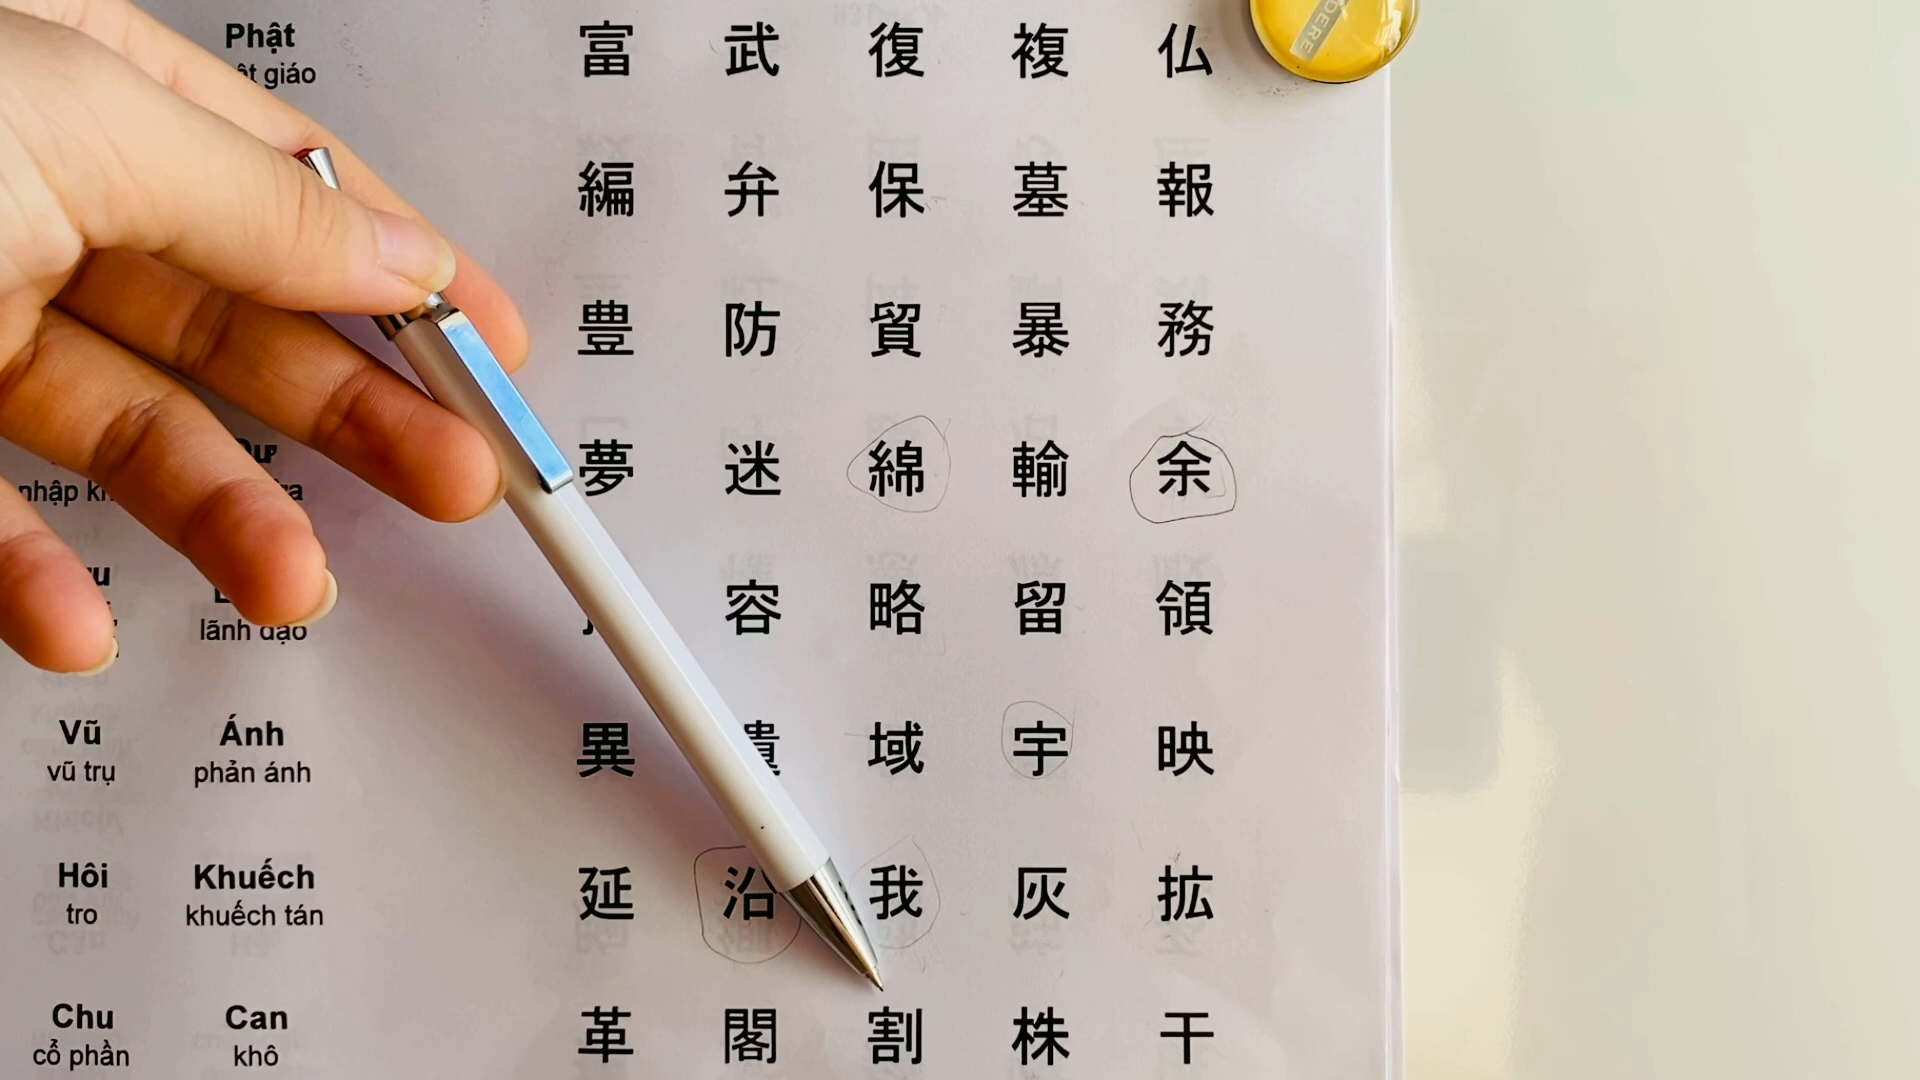 Phật
giáo
富 武 復 複 仏
編 弁 保 墓 報
豊 防 貿 暴 務
nhập
夢 迷 綿 輸 余
容 略 留 領
lãnh đạo
Vũ Ánh
vũ trụ phản ánh
異 遺 域 宇 映
Hôi Khuếch
tro khuếch tán
延 沿 我 灰 拡
Chu Can
cổ phần khô
革 閣 割 株 干